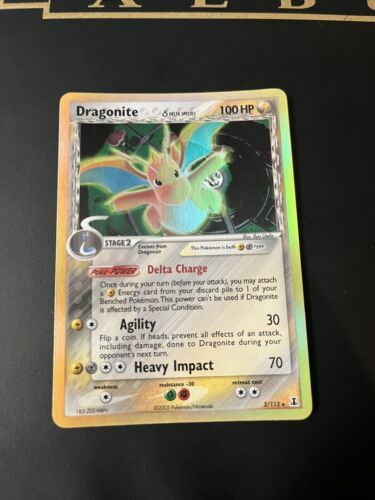 Dragonite δ DELTA SPECIES 100 HP
STAGE 2 Evolves from Dragonair This Pokémon is both type
POKé-POWER Delta Charge
Once during your turn (before your attack), you may attach
a Energy card from your discard pile to 1 of your
Benched Pokémon. This power can't be used if Dragonite
is affected by a Special Condition.
Agility 30
Flip a coin. If heads, prevent all effects of an attack,
including damage, done to Dragonite during your
opponent's next turn.
Heavy Impact 70
weakness resistance -30 retreat cost
©2005 Pokémon/Nintendo 3/113